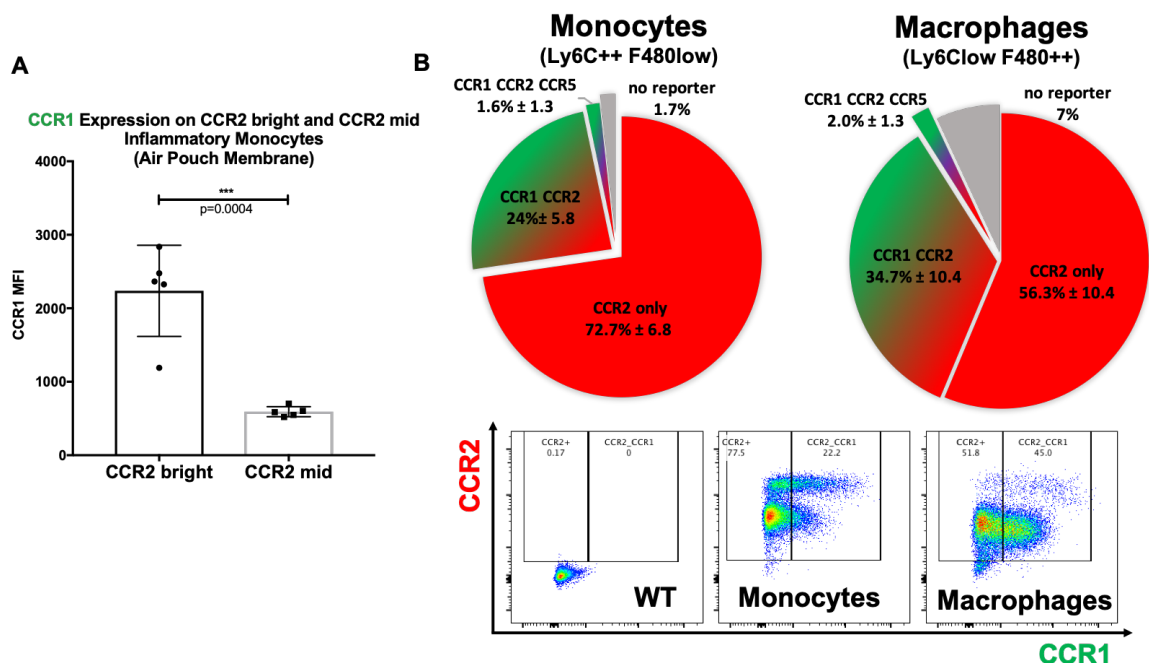 A
CCR1 Expression on CCR2 bright and CCR2 mid
Inflammatory Monocytes
(Air Pouch Membrane)
4000
3000
2000
1000
0
CCR1 MFI
***
p=0.0004
CCR2 bright
CCR2 mid
B
Monocytes
(Ly6C++ F480low)
CCR1 CCR2 CCR5
1.6% ± 1.3
no reporter
1.7%
CCR1 CCR2
24%± 5.8
CCR2 only
72.7% ± 6.8
Macrophages
(Ly6Clow F480++)
CCR1 CCR2 CCR5
2.0% ± 1.3
no reporter
7%
CCR1 CCR2
34.7% ± 10.4
CCR2 only
56.3% ± 10.4
CCR2
CCR2+
0.17
CCR2_CCR1
0
WT
CCR2+
77.5
CCR2_CCR1
22.2
Monocytes
CCR2+
51.8
CCR2_CCR1
45.0
Macrophages
CCR1